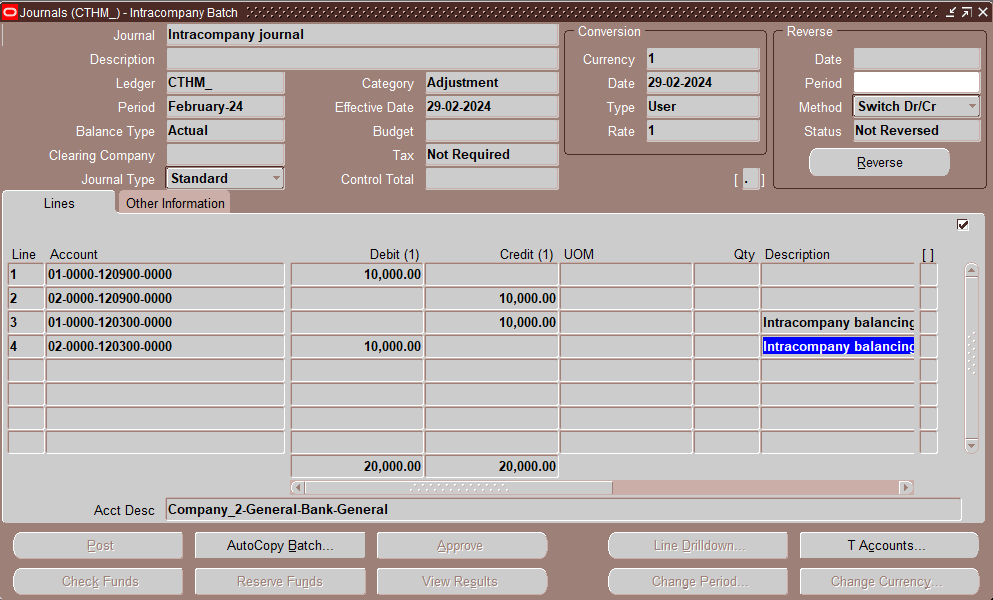 Journals (CTHM_) - Intracompany Batch
Journal Intracompany journal
Description
Ledger CTHM_ Category Adjustment
Period February-24 Effective Date 29-02-2024
Balance Type Actual Budget
Clearing Company Tax Not Required
Journal Type Standard Control Total
Conversion
Currency 1
Date 29-02-2024
Type User
Rate 1
Reverse
Date
Period
Method Switch Dr/Cr
Status Not Reversed
Reverse
[ . ]
Lines Other Information
Line Account Debit (1) Credit (1) UOM Qty Description [ ]
1 01-0000-120900-0000 10,000.00
2 02-0000-120900-0000 10,000.00
3 01-0000-120300-0000 10,000.00 Intracompany balancing
4 02-0000-120300-0000 10,000.00 Intracompany balancing
20,000.00 20,000.00
Acct Desc Company_2-General-Bank-General
Post AutoCopy Batch... Approve Line Drilldown... T Accounts...
Check Funds Reserve Funds View Results Change Period... Change Currency...